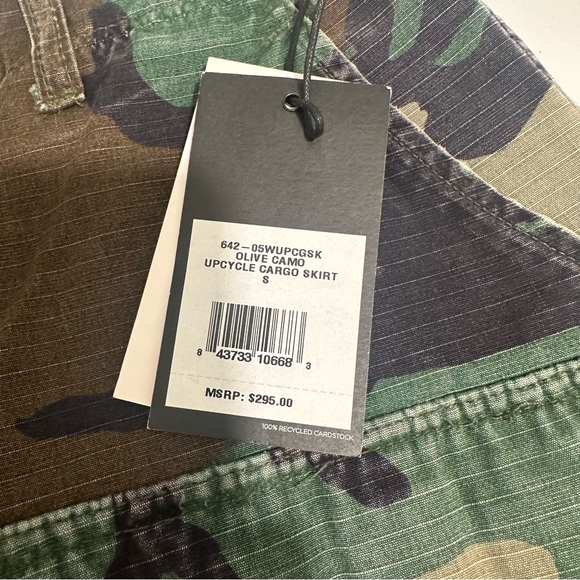 642-05WUPCGSK
OLIVE CAMO
UPCYCLE CARGO SKIRT
S
8 43733 10668 3
MSRP: $295.00
100% RECYCLED CARDSTOCK